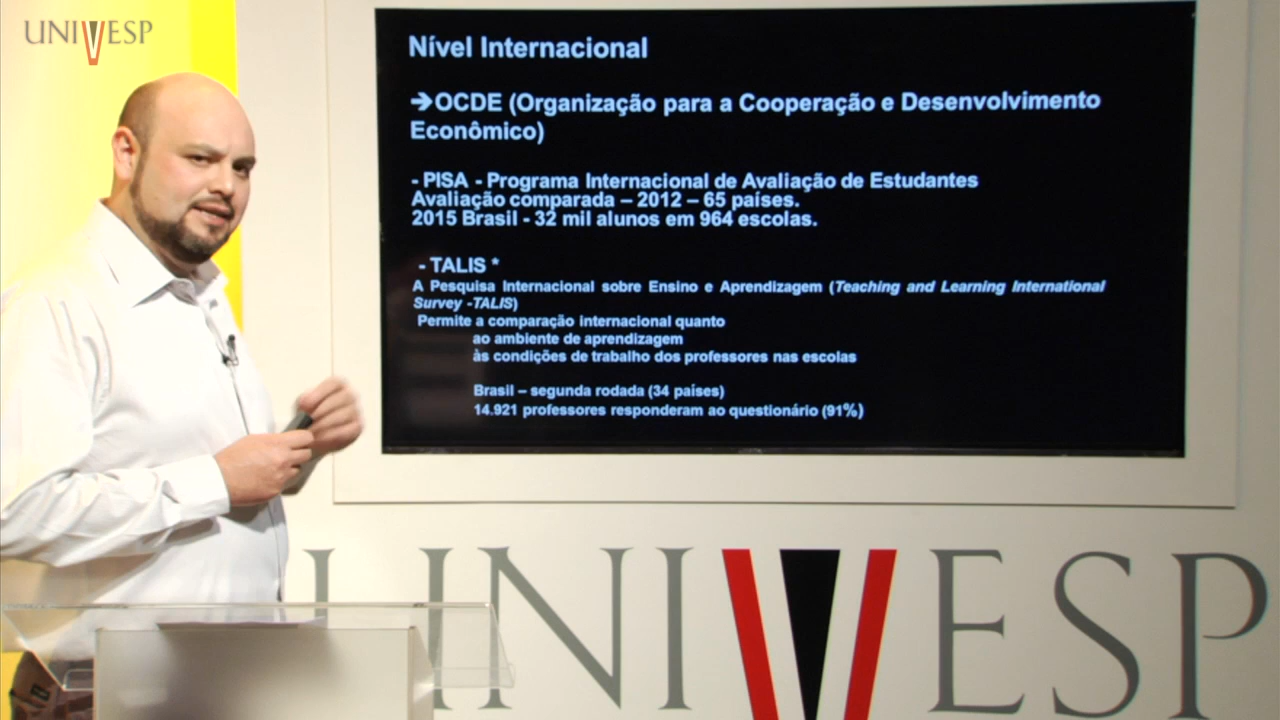 UNIVESP
Nível Internacional
➔OCDE (Organização para a Cooperação e Desenvolvimento
Econômico)
- PISA - Programa Internacional de Avaliação de Estudantes
Avaliação comparada – 2012 – 65 países.
2015 Brasil - 32 mil alunos em 964 escolas.
- TALIS *
A Pesquisa Internacional sobre Ensino e Aprendizagem (Teaching and Learning International
Survey -TALIS)
Permite a comparação internacional quanto
ao ambiente de aprendizagem
às condições de trabalho dos professores nas escolas
Brasil – segunda rodada (34 países)
14.921 professores responderam ao questionário (91%)
UNIVESP